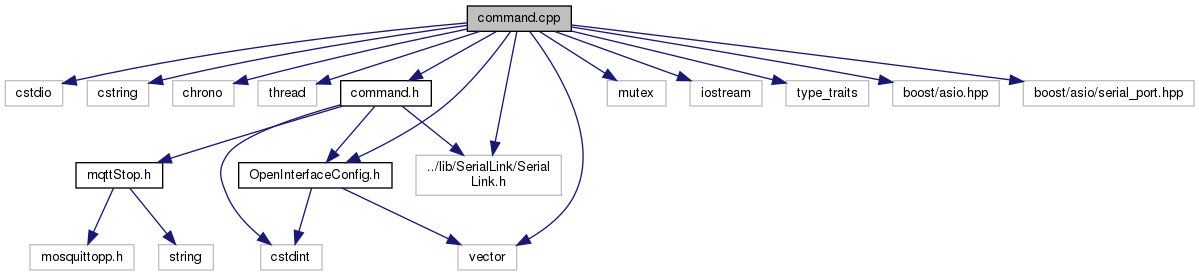 command.cpp
cstdio
cstring
chrono
thread
command.h
mutex
iostream
type_traits
boost/asio.hpp
boost/asio/serial_port.hpp
mqttStop.h
OpenInterfaceConfig.h
../lib/SerialLink/Serial
Link.h
mosquittopp.h
string
cstdint
vector